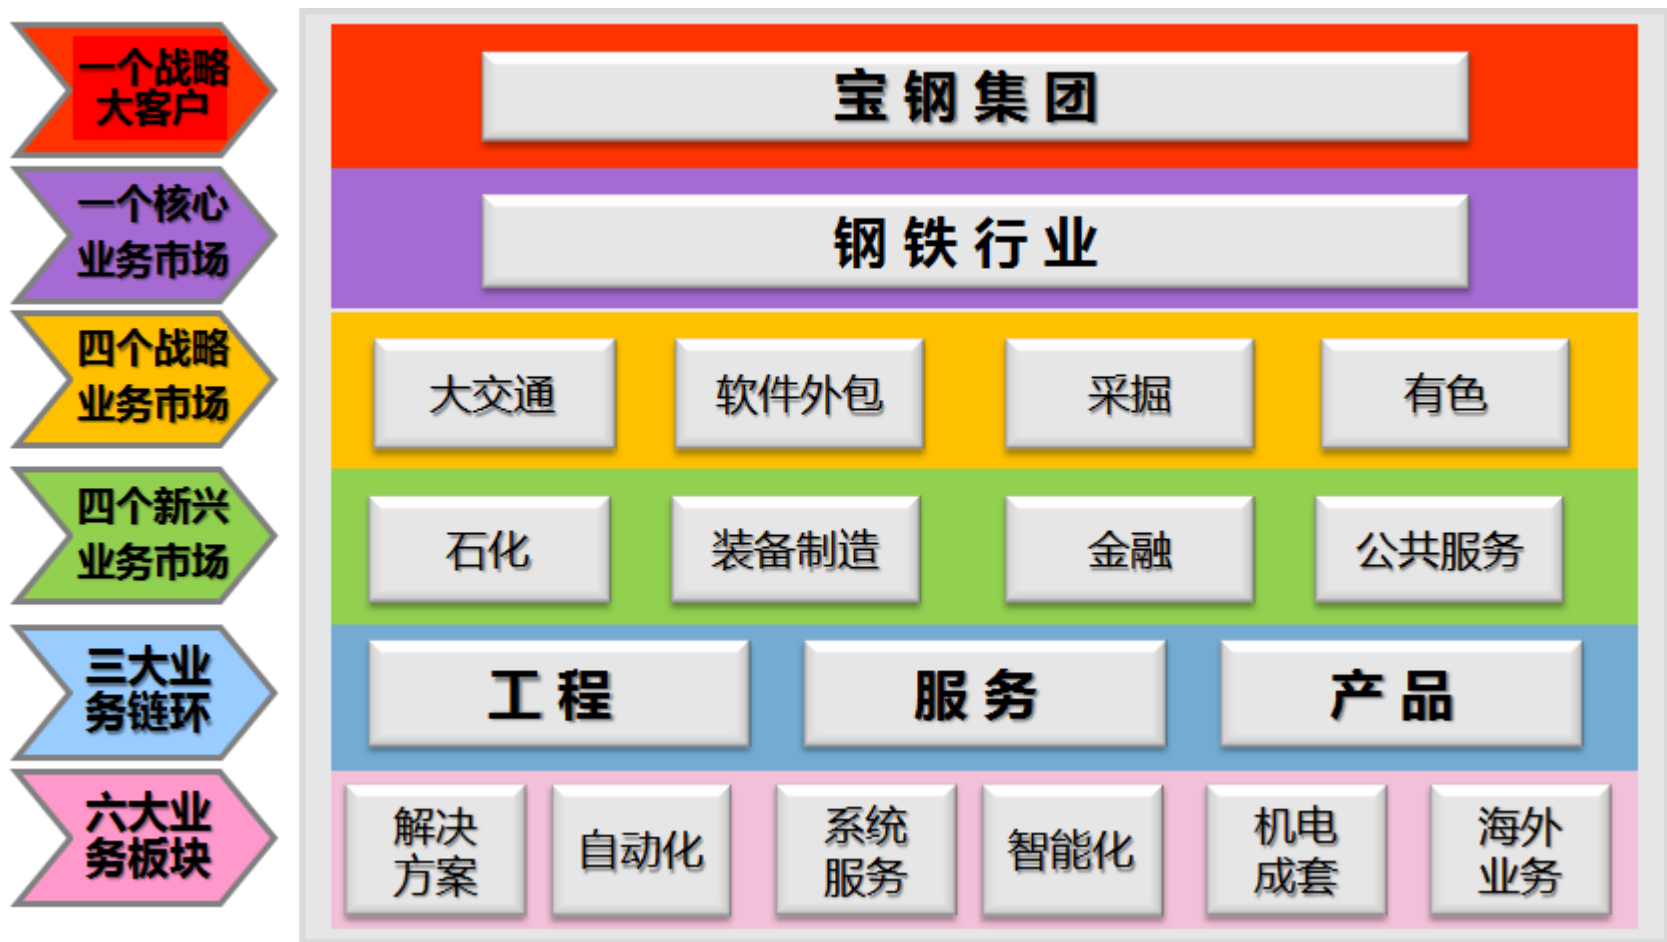 一个战略
大客户
宝钢集团
一个核心
业务市场
钢铁行业
四个战略
业务市场
大交通
软件外包
采掘
有色
四个新兴
业务市场
石化
装备制造
金融
公共服务
三大业
务链环
工程
服务
产品
六大业
务板块
解决
方案
自动化
系统
服务
智能化
机电
成套
海外
业务